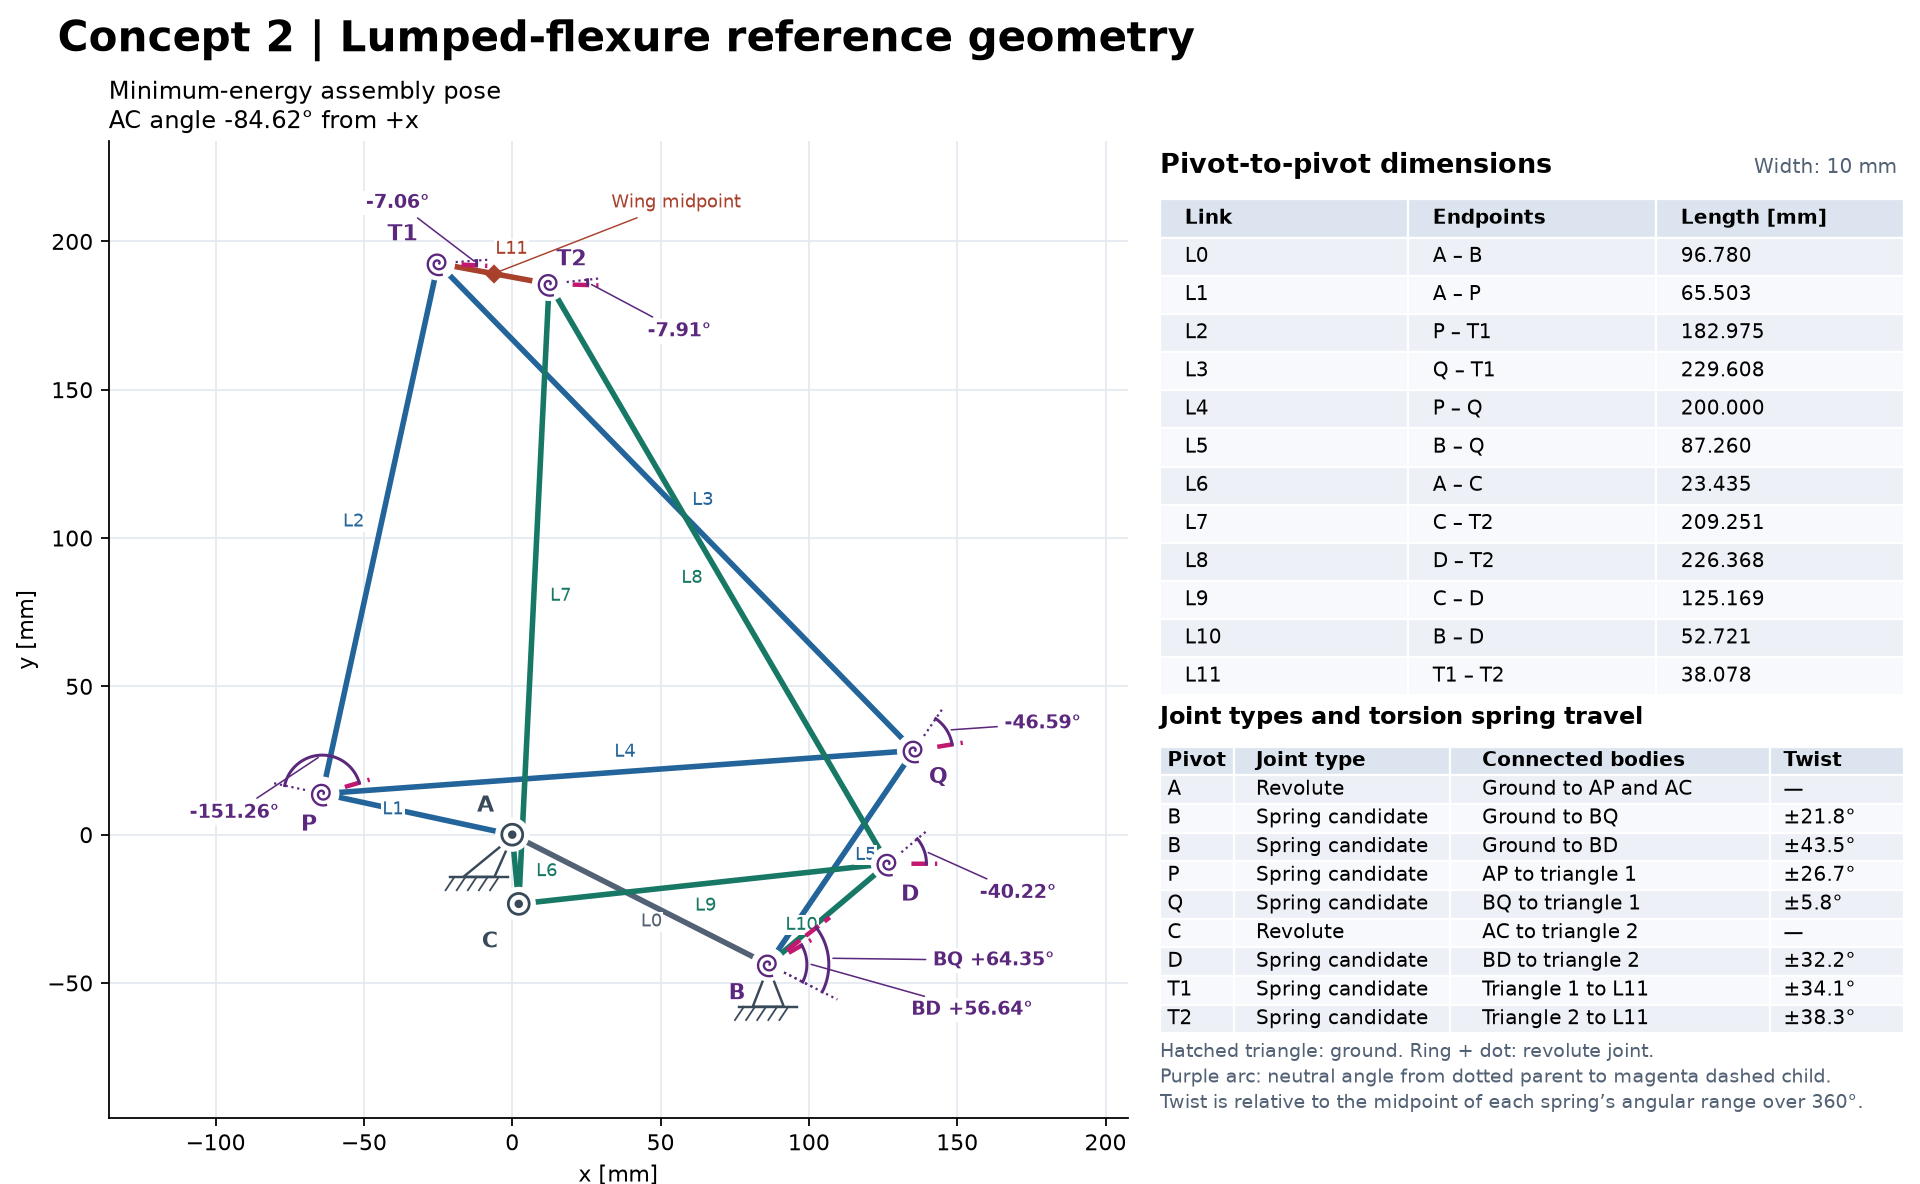 Concept 2 | Lumped-flexure reference geometry
Minimum-energy assembly pose
AC angle -84.62° from +x
y [mm]
200
150
100
50
0
−50
−100
−50
0
50
100
150
200
x [mm]
-7.06°
Wing midpoint
T1
L11
T2
-7.91°
L2
L3
L8
L7
L4
-46.59°
Q
-151.26°
P
L1
A
L6
L5
D
-40.22°
C
L9
L0
L10
B
BQ +64.35°
BD +56.64°
Pivot-to-pivot dimensions
Width: 10 mm
Link Endpoints Length [mm]
L0 A – B 96.780
L1 A – P 65.503
L2 P – T1 182.975
L3 Q – T1 229.608
L4 P – Q 200.000
L5 B – Q 87.260
L6 A – C 23.435
L7 C – T2 209.251
L8 D – T2 226.368
L9 C – D 125.169
L10 B – D 52.721
L11 T1 – T2 38.078
Joint types and torsion spring travel
Pivot Joint type Connected bodies Twist
A Revolute Ground to AP and AC —
B Spring candidate Ground to BQ ±21.8°
B Spring candidate Ground to BD ±43.5°
P Spring candidate AP to triangle 1 ±26.7°
Q Spring candidate BQ to triangle 1 ±5.8°
C Revolute AC to triangle 2 —
D Spring candidate BD to triangle 2 ±32.2°
T1 Spring candidate Triangle 1 to L11 ±34.1°
T2 Spring candidate Triangle 2 to L11 ±38.3°
Hatched triangle: ground. Ring + dot: revolute joint.
Purple arc: neutral angle from dotted parent to magenta dashed child.
Twist is relative to the midpoint of each spring’s angular range over 360°.